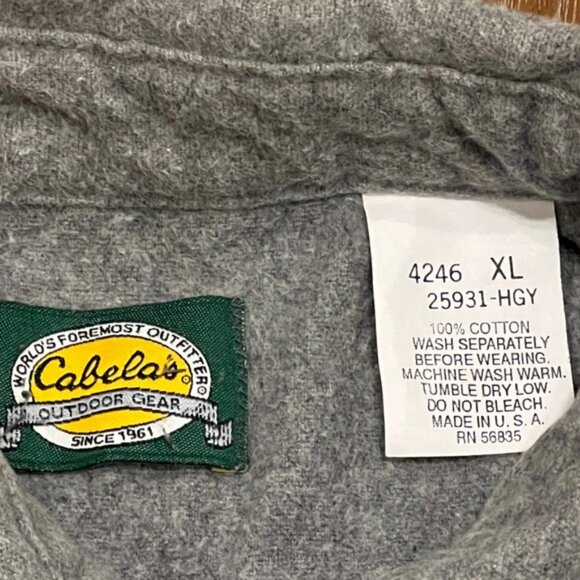 WORLD'S FOREMOST OUTFITTER
Cabela's
OUTDOOR GEAR
SINCE 1961
4246 XL
25931-HGY
100% COTTON
WASH SEPARATELY
BEFORE WEARING.
MACHINE WASH WARM.
TUMBLE DRY LOW.
DO NOT BLEACH.
MADE IN U.S.A.
RN 56835